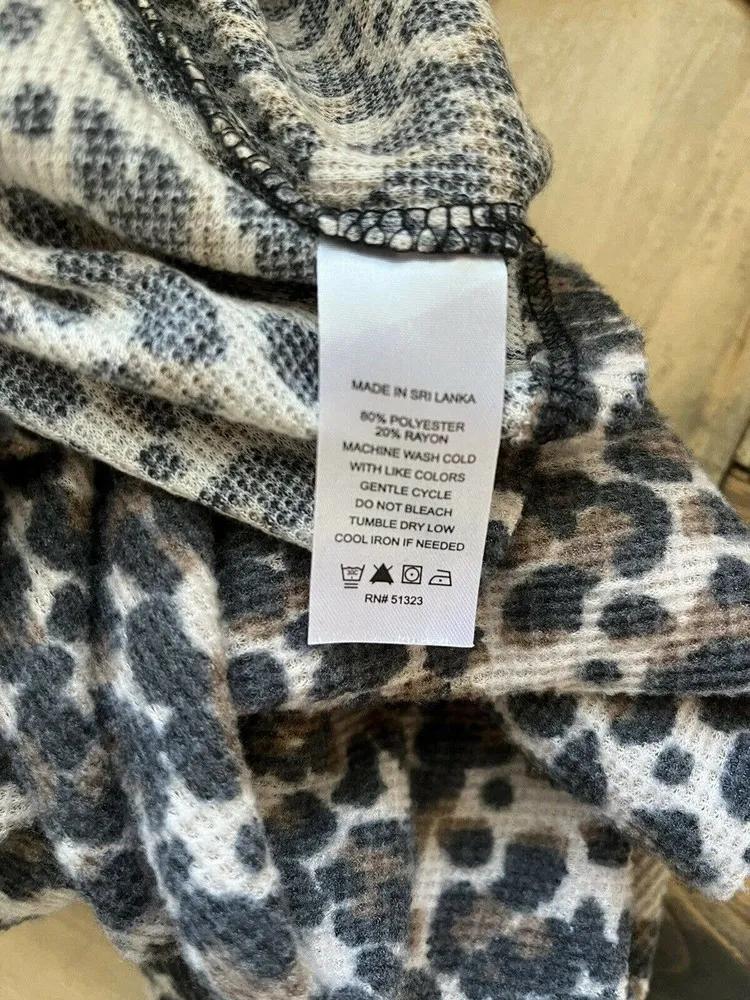 MADE IN SRI LANKA
80% POLYESTER
20% RAYON
MACHINE WASH COLD
WITH LIKE COLORS
GENTLE CYCLE
DO NOT BLEACH
TUMBLE DRY LOW
COOL IRON IF NEEDED
RN# 51323